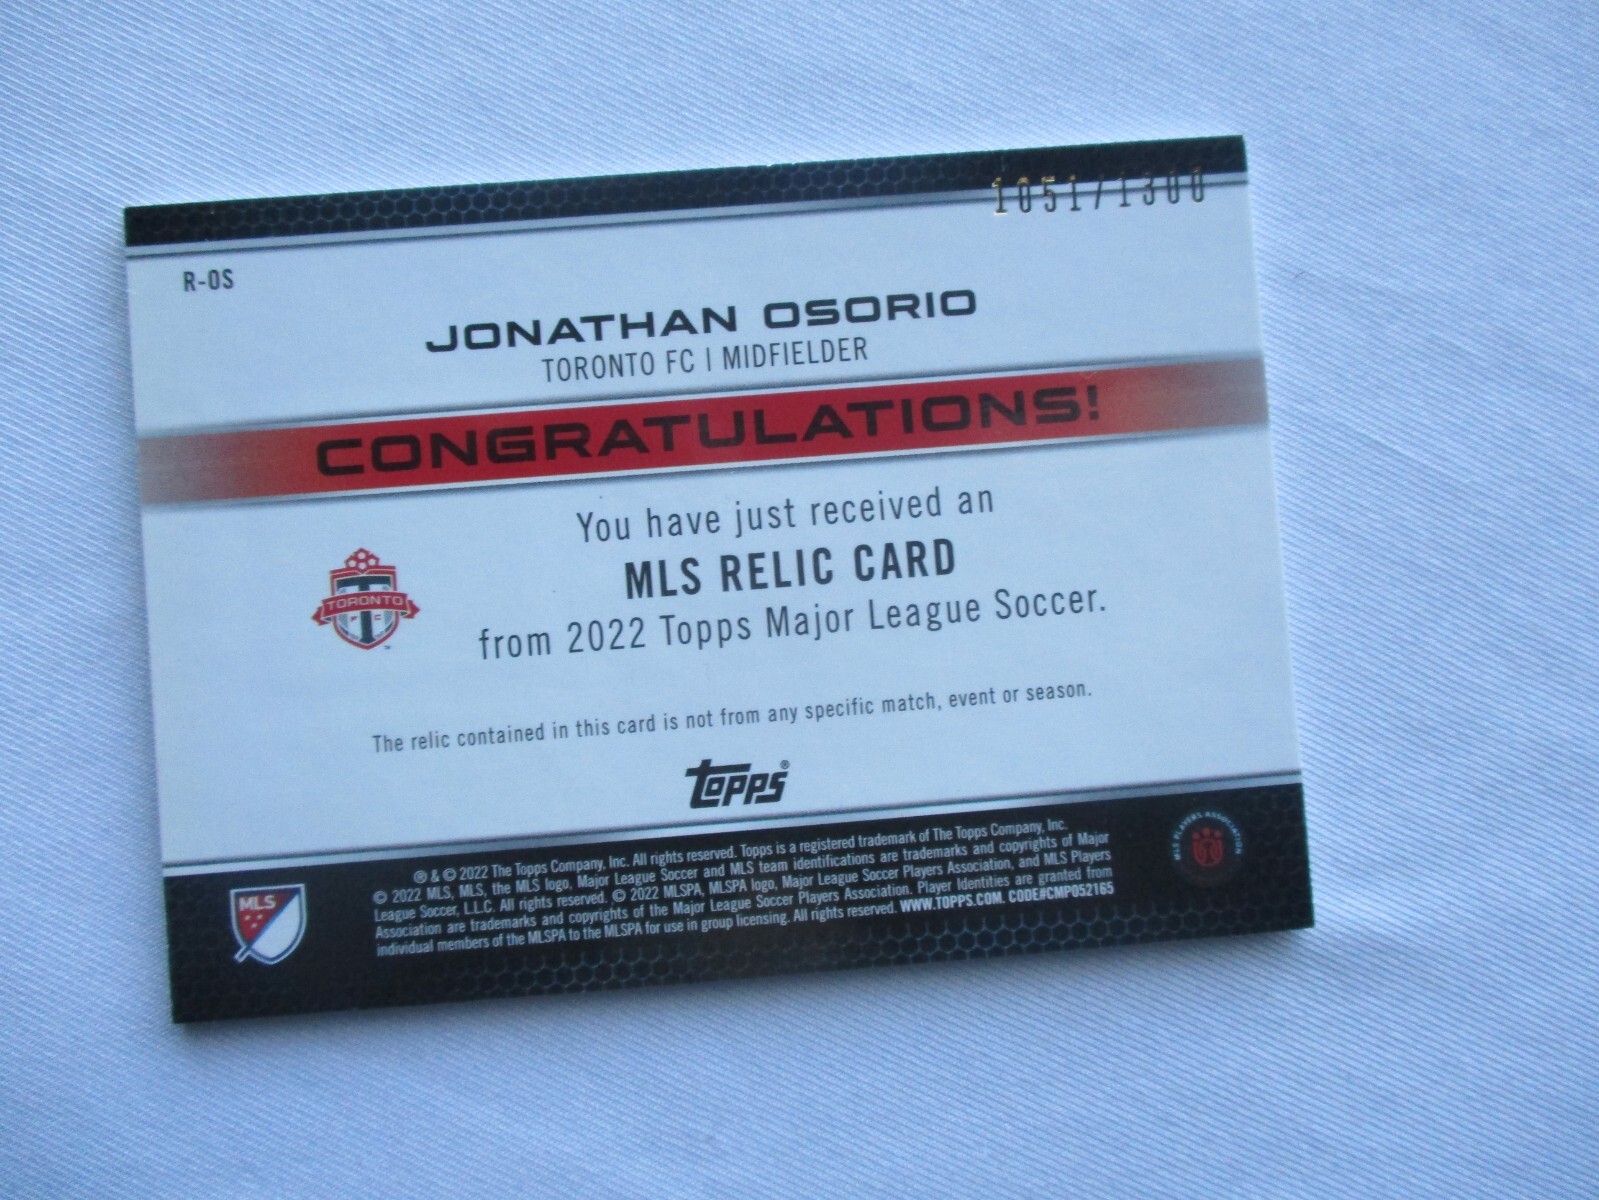 1051/1300
R-OS
JONATHAN OSORIO
TORONTO FC | MIDFIELDER
CONGRATULATIONS!
You have just received an
MLS RELIC CARD
from 2022 Topps Major League Soccer.
TORONTO
FC
™
The relic contained in this card is not from any specific match, event or season.
topps®
® & © 2022 The Topps Company, Inc. All rights reserved. Topps is a registered trademark of The Topps Company, Inc.
© 2022 MLS, MLS, the MLS logo, Major League Soccer and MLS team identifications are trademarks and copyrights of Major
League Soccer, L.L.C. All rights reserved. © 2022 MLSPA, MLSPA logo, Major League Soccer Players Association, and MLS Players
Association are trademarks and copyrights of the Major League Soccer Players Association. Player Identities are granted from
individual members of the MLSPA to the MLSPA for use in group licensing. All rights reserved. WWW.TOPPS.COM. CODE#CMP052165
MLS
MLS PLAYERS ASSOCIATION